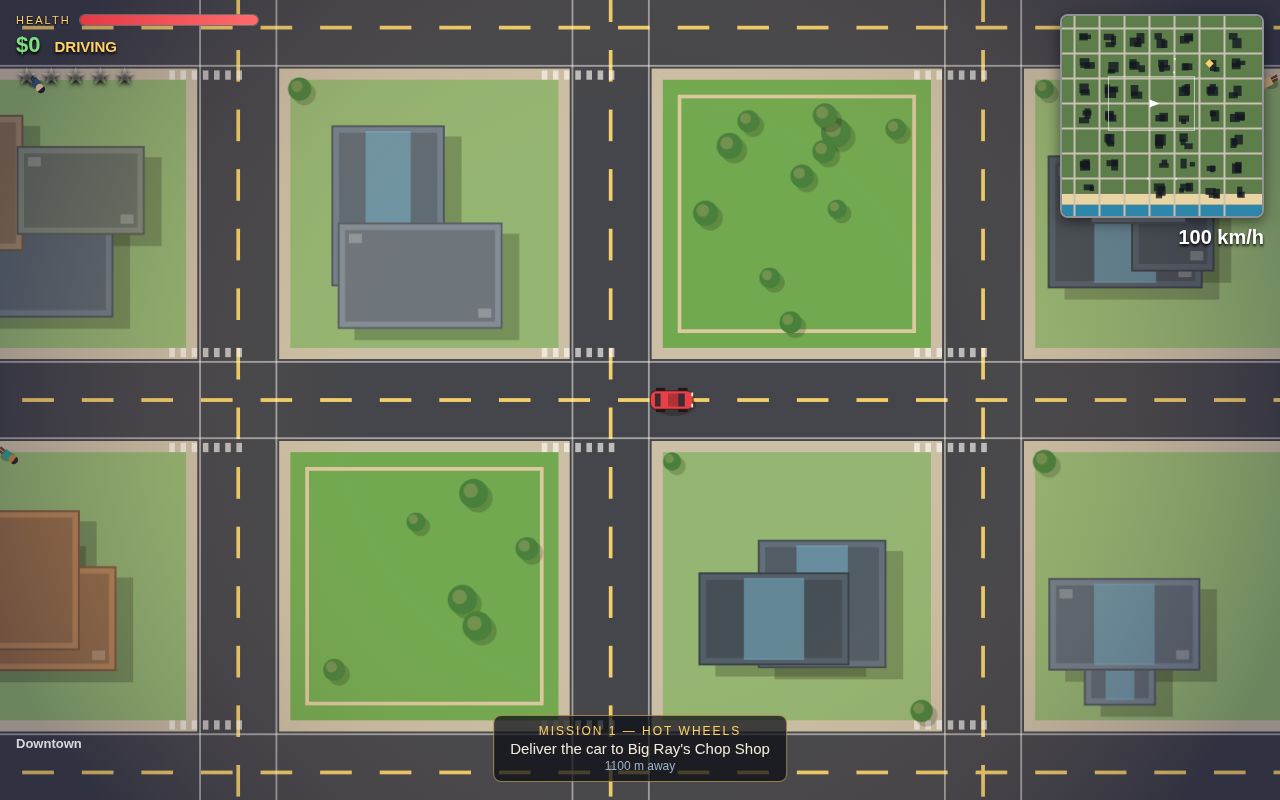 HEALTH
$0 DRIVING
100 km/h
Downtown
MISSION 1 — HOT WHEELS
Deliver the car to Big Ray's Chop Shop
1100 m away